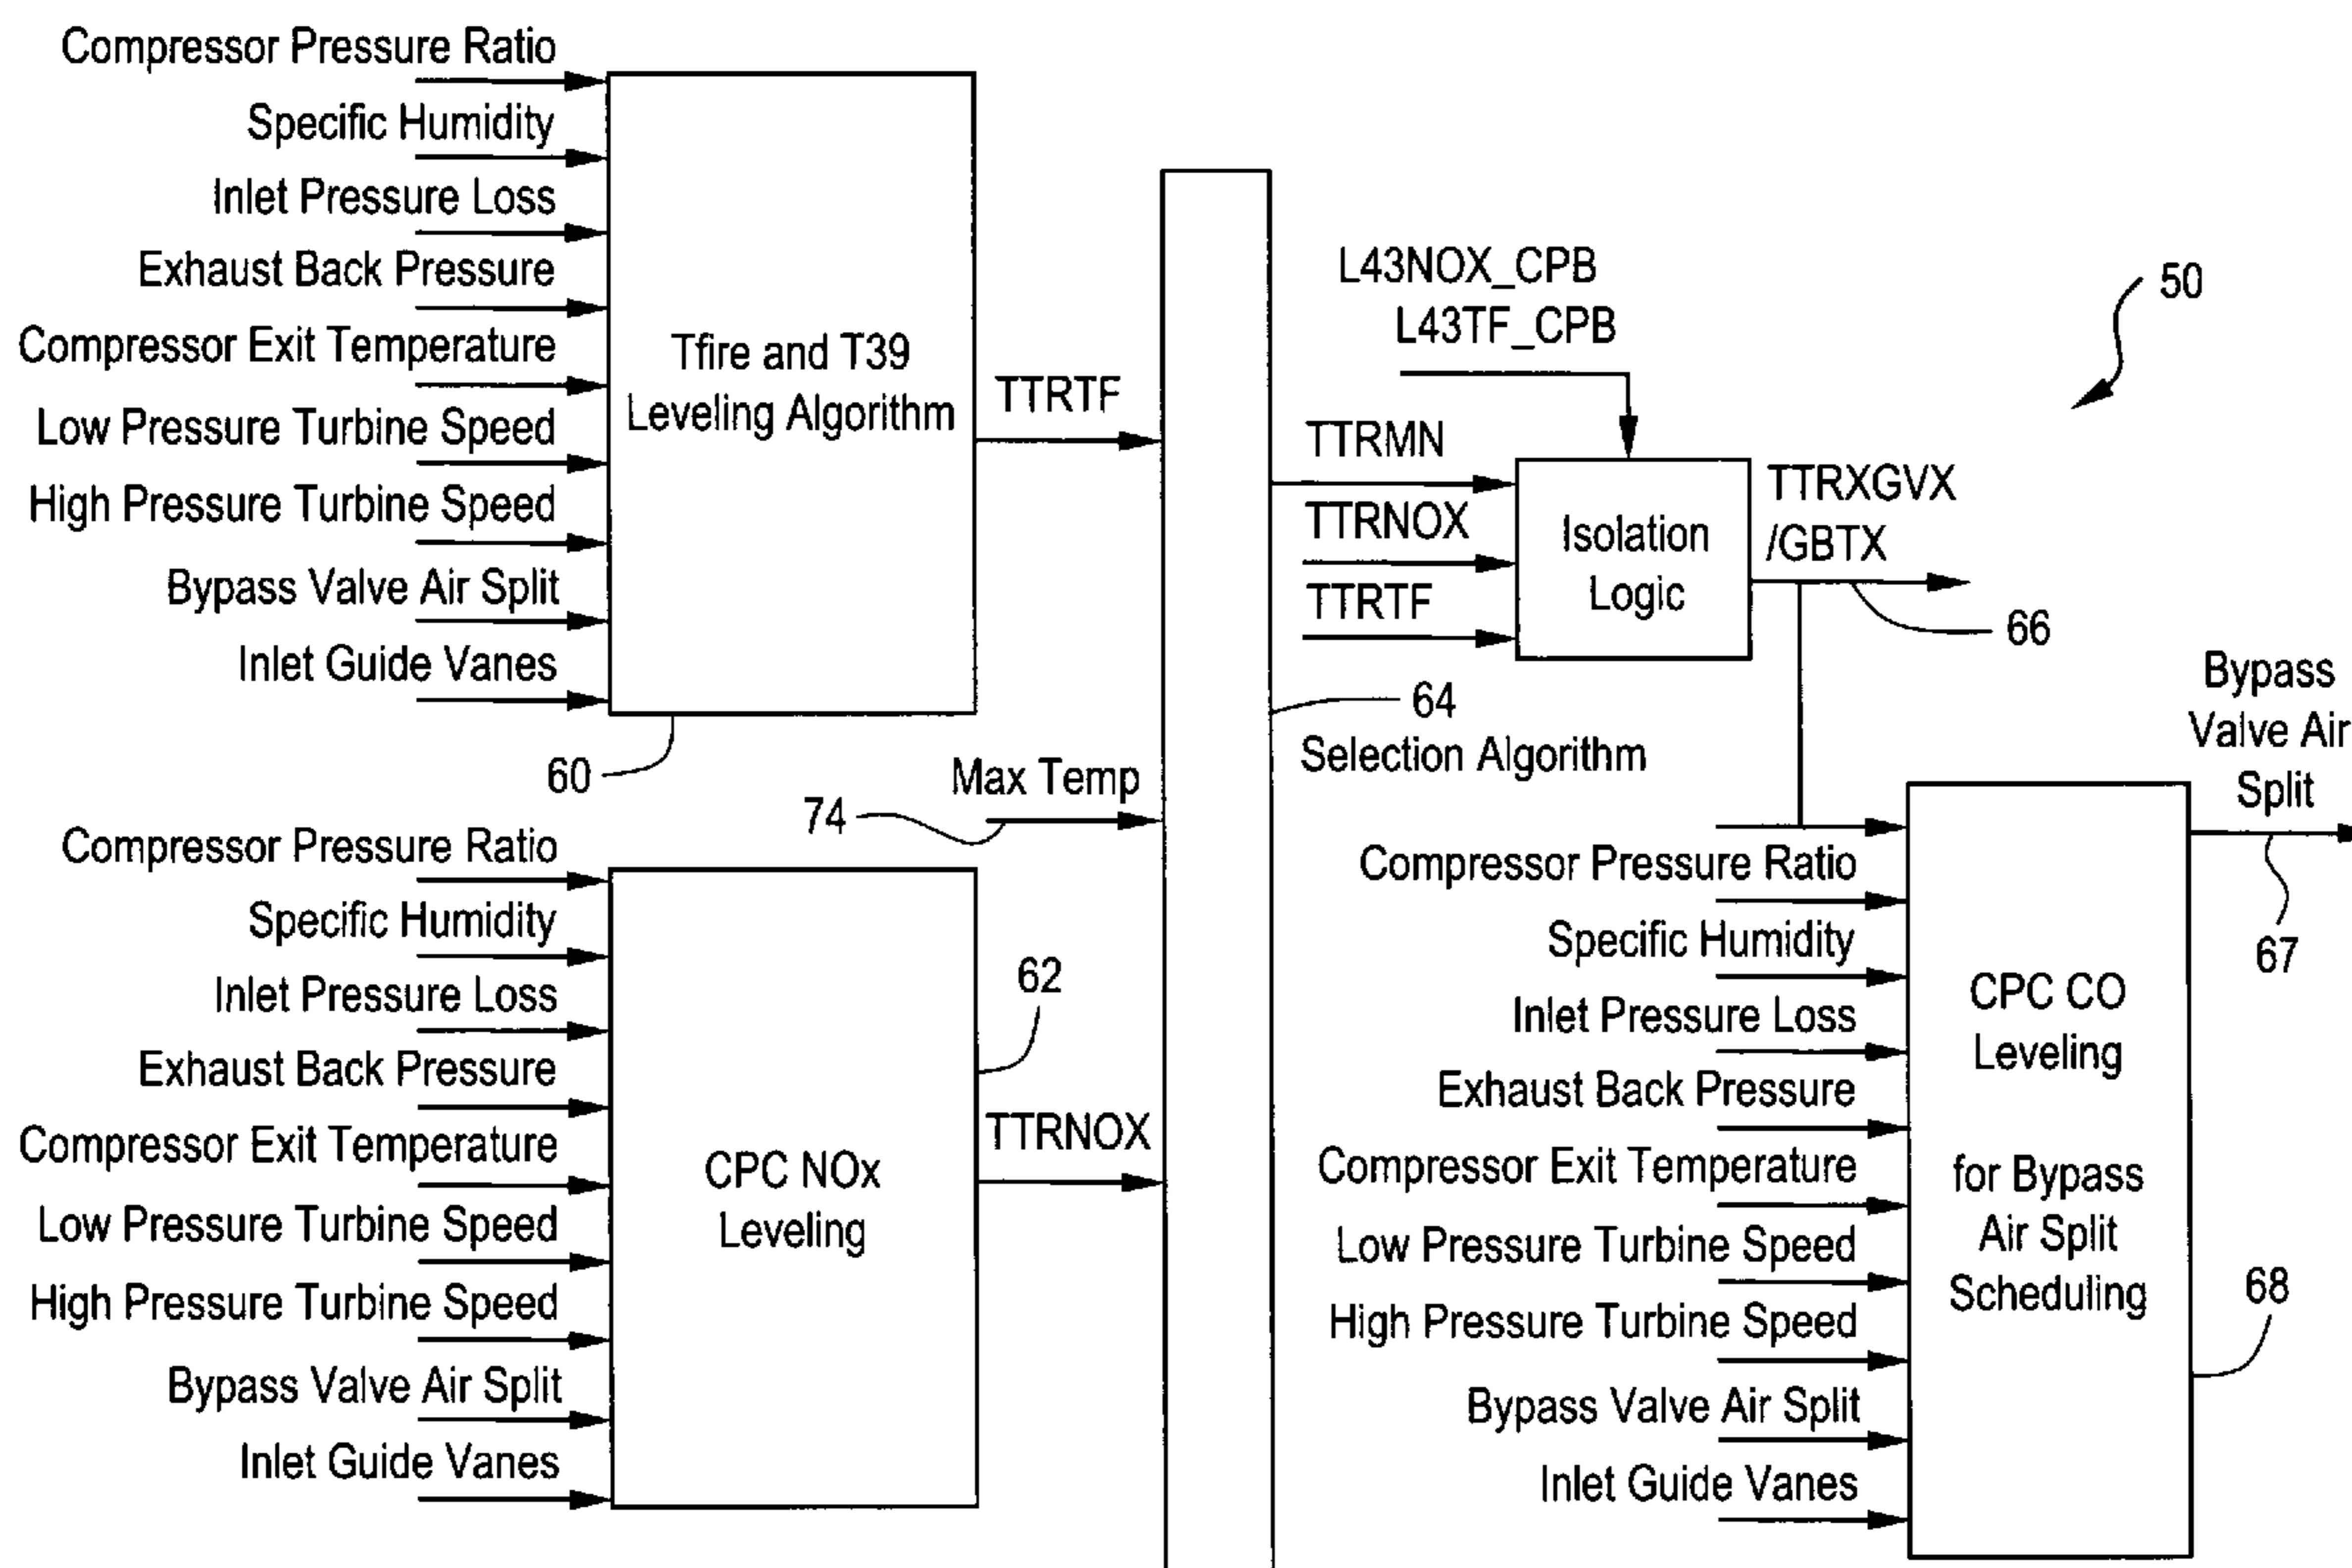 Compressor Pressure Ratio
Specific Humidity
Inlet Pressure Loss
Exhaust Back Pressure
Compressor Exit Temperature
Low Pressure Turbine Speed
High Pressure Turbine Speed
Bypass Valve Air Split
Inlet Guide Vanes
Tfire and T39
Leveling Algorithm
60
TTRTF
Max Temp
74
Compressor Pressure Ratio
Specific Humidity
Inlet Pressure Loss
Exhaust Back Pressure
Compressor Exit Temperature
Low Pressure Turbine Speed
High Pressure Turbine Speed
Bypass Valve Air Split
Inlet Guide Vanes
CPC NOx
Leveling
62
TTRNOX
64
Selection Algorithm
L43NOX_CPB
L43TF_CPB
TTRMN
TTRNOX
TTRTF
Isolation
Logic
TTRXGVX
/GBTX
66
50
Compressor Pressure Ratio
Specific Humidity
Inlet Pressure Loss
Exhaust Back Pressure
Compressor Exit Temperature
Low Pressure Turbine Speed
High Pressure Turbine Speed
Bypass Valve Air Split
Inlet Guide Vanes
CPC CO
Leveling
for Bypass
Air Split
Scheduling
68
Bypass
Valve Air
Split
67